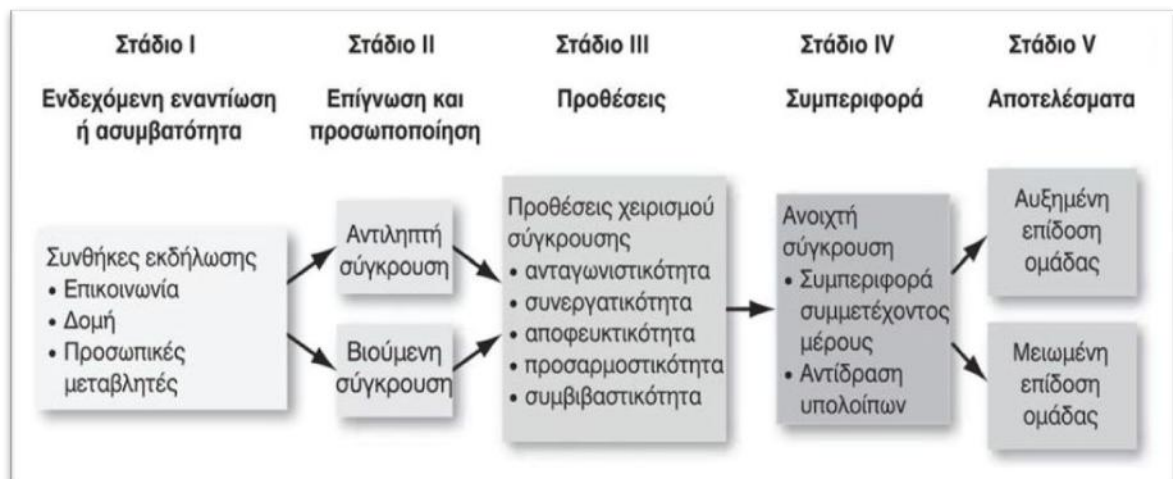 Στάδιο I
Ενδεχόμενη εναντίωση
ή ασυμβατότητα
Στάδιο II
Επίγνωση και
προσωποποίηση
Στάδιο III
Προθέσεις
Στάδιο IV
Συμπεριφορά
Στάδιο V
Αποτελέσματα
Συνθήκες εκδήλωσης
• Επικοινωνία
• Δομή
• Προσωπικές
μεταβλητές
Αντιληπτή
σύγκρουση
Βιούμενη
σύγκρουση
Προθέσεις χειρισμού
σύγκρουσης
• ανταγωνιστικότητα
• συνεργατικότητα
• αποφευκτικότητα
• προσαρμοστικότητα
• συμβιβαστικότητα
Ανοιχτή
σύγκρουση
• Συμπεριφορά
συμμετέχοντος
μέρους
• Αντίδραση
υπολοίπων
Αυξημένη
επίδοση
ομάδας
Μειωμένη
επίδοση
ομάδας